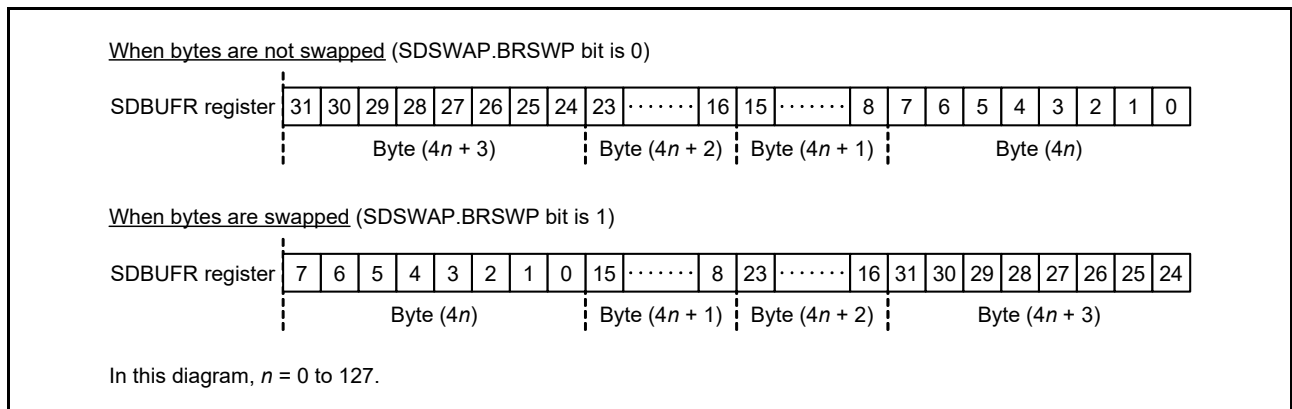 When bytes are not swapped (SDSWAP.BRSWP bit is 0)
SDBUFR register 31 30 29 28 27 26 25 24 23 ······· 16 15 ······· 8 7 6 5 4 3 2 1 0
Byte (4n + 3) Byte (4n + 2) Byte (4n + 1) Byte (4n)
When bytes are swapped (SDSWAP.BRSWP bit is 1)
SDBUFR register 7 6 5 4 3 2 1 0 15 ······· 8 23 ······· 16 31 30 29 28 27 26 25 24
Byte (4n) Byte (4n + 1) Byte (4n + 2) Byte (4n + 3)
In this diagram, n = 0 to 127.